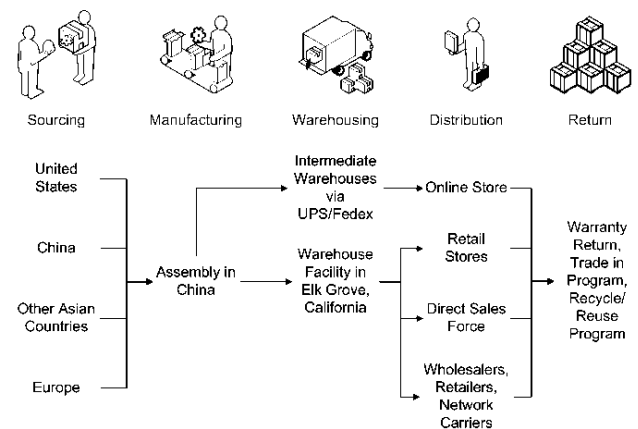 Sourcing
Manufacturing
Warehousing
Distribution
Return
United
States
China
Other Asian
Countries
Europe
Assembly in
China
Intermediate
Warehouses
via
UPS/Fedex
Warehouse
Facility in
Elk Grove,
California
Online Store
Retail
Stores
Direct Sales
Force
Wholesalers,
Retailers,
Network
Carriers
Warranty
Return,
Trade in
Program,
Recycle/
Reuse
Program